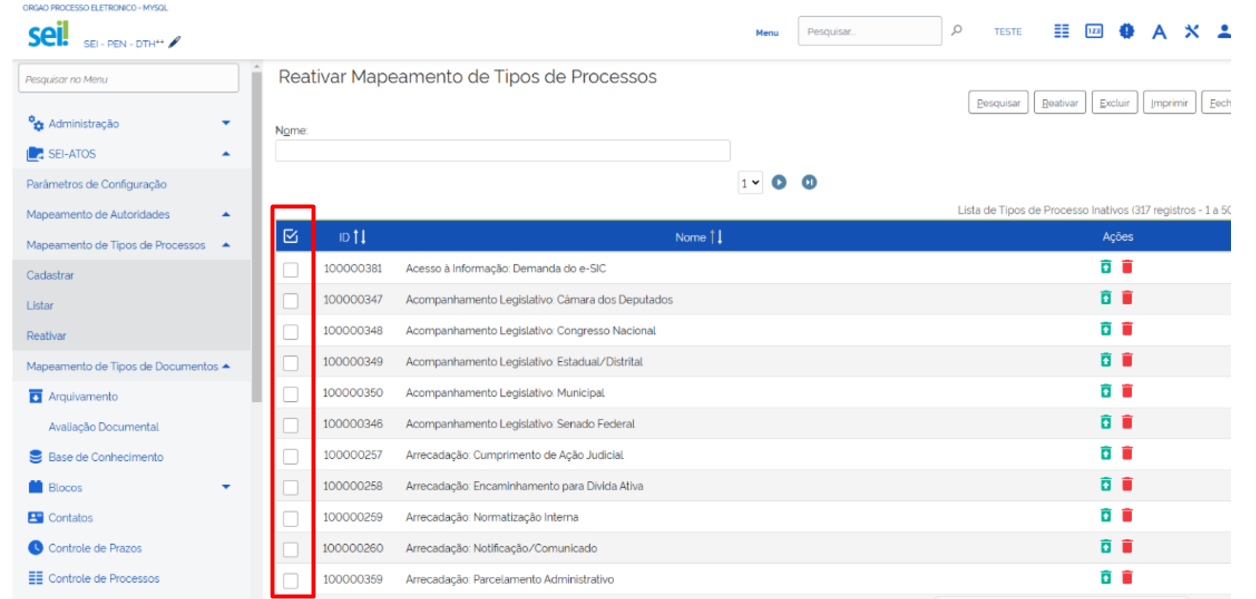 ORGAO PROCESSO ELETRONICO - MYSQL
sei!
SEI - PEN - DTH**
Menu
Pesquisar..
TESTE
123
A
Pesquisar no Menu
Administração
SEI-ATOS
Parâmetros de Configuração
Mapeamento de Autoridades
Mapeamento de Tipos de Processos
Cadastrar
Listar
Reativar
Mapeamento de Tipos de Documentos
Arquivamento
Avaliação Documental
Base de Conhecimento
Blocos
Contatos
Controle de Prazos
Controle de Processos
Reativar Mapeamento de Tipos de Processos
Pesquisar
Reativar
Excluir
Imprimir
Fech
Nome:
1
Lista de Tipos de Processo Inativos (317 registros - 1 a 50
ID Nome Ações
100000381 Acesso à Informação: Demanda do e-SIC
100000347 Acompanhamento Legislativo: Câmara dos Deputados
100000348 Acompanhamento Legislativo: Congresso Nacional
100000349 Acompanhamento Legislativo: Estadual/Distrital
100000350 Acompanhamento Legislativo: Municipal
100000346 Acompanhamento Legislativo: Senado Federal
100000257 Arrecadação: Cumprimento de Ação Judicial
100000258 Arrecadação: Encaminhamento para Dívida Ativa
100000259 Arrecadação: Normatização Interna
100000260 Arrecadação: Notificação/Comunicado
100000359 Arrecadação: Parcelamento Administrativo